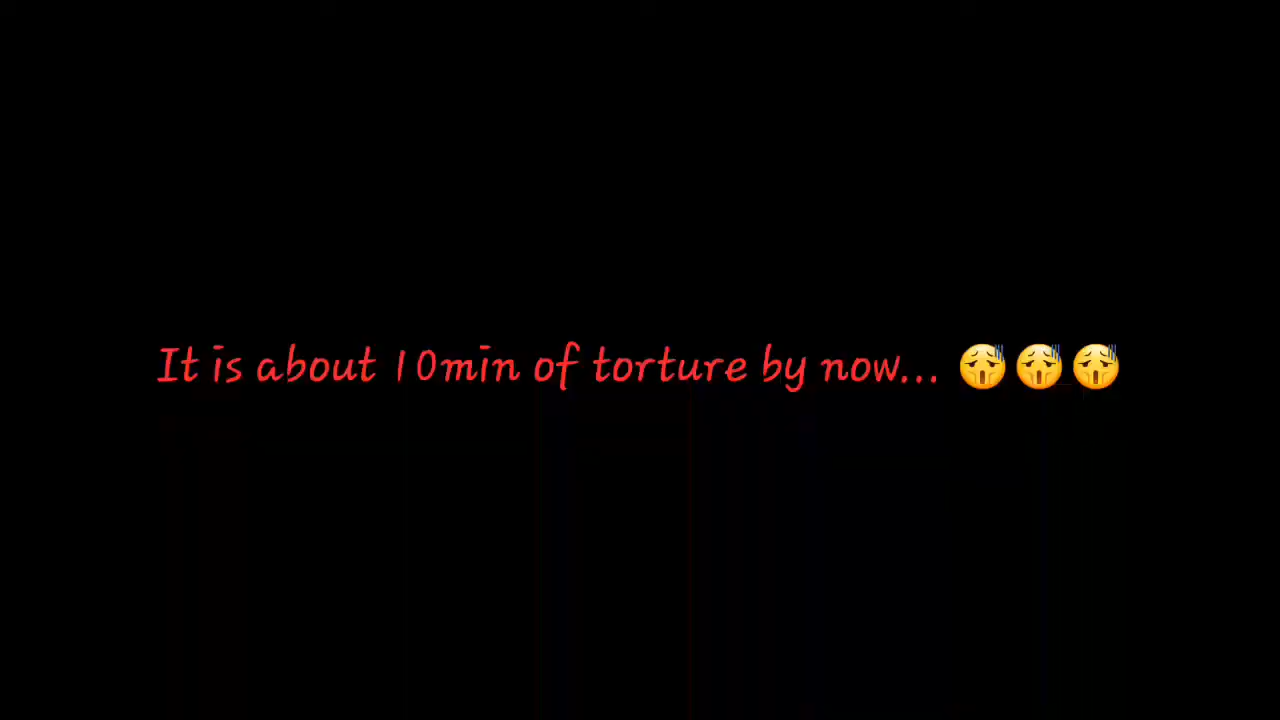 It is about 10min of torture by now... 😫😫😫